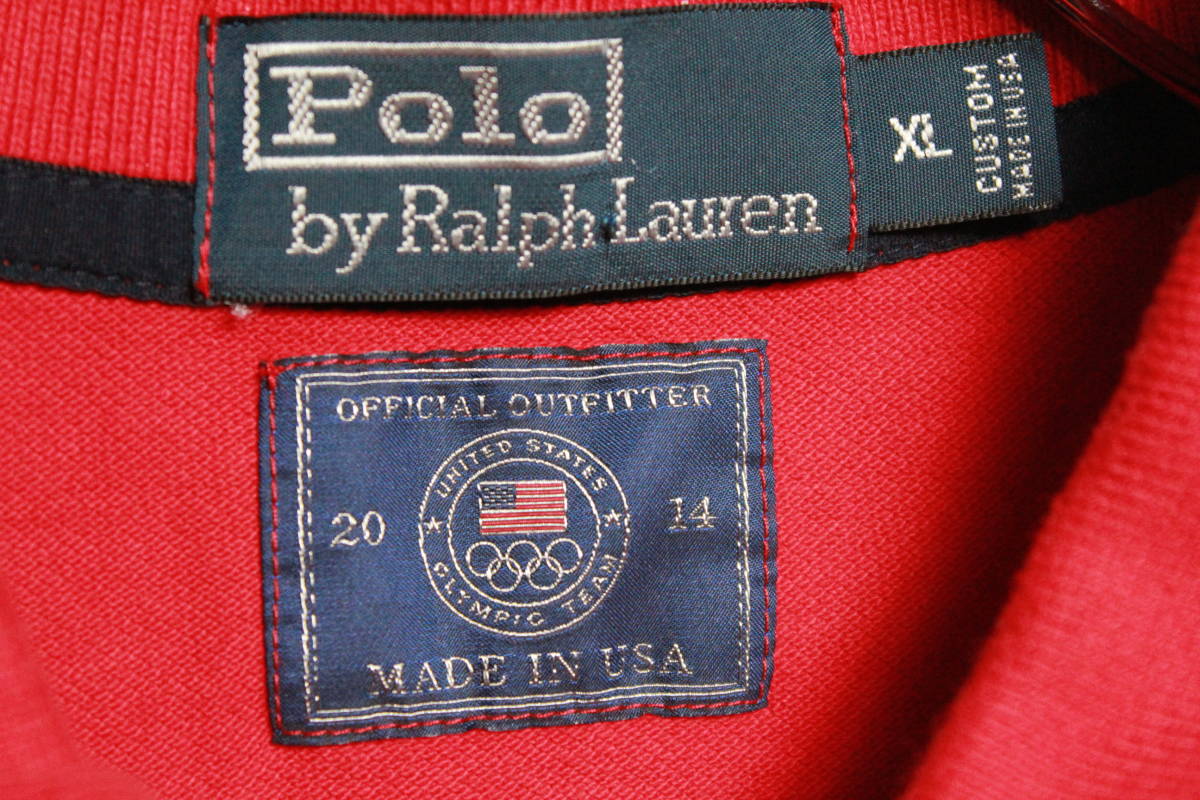 Polo
by Ralph Lauren
XL
CUSTOM
MADE IN USA
OFFICIAL OUTFITTER
UNITED STATES
20 14
OLYMPIC TEAM
MADE IN USA